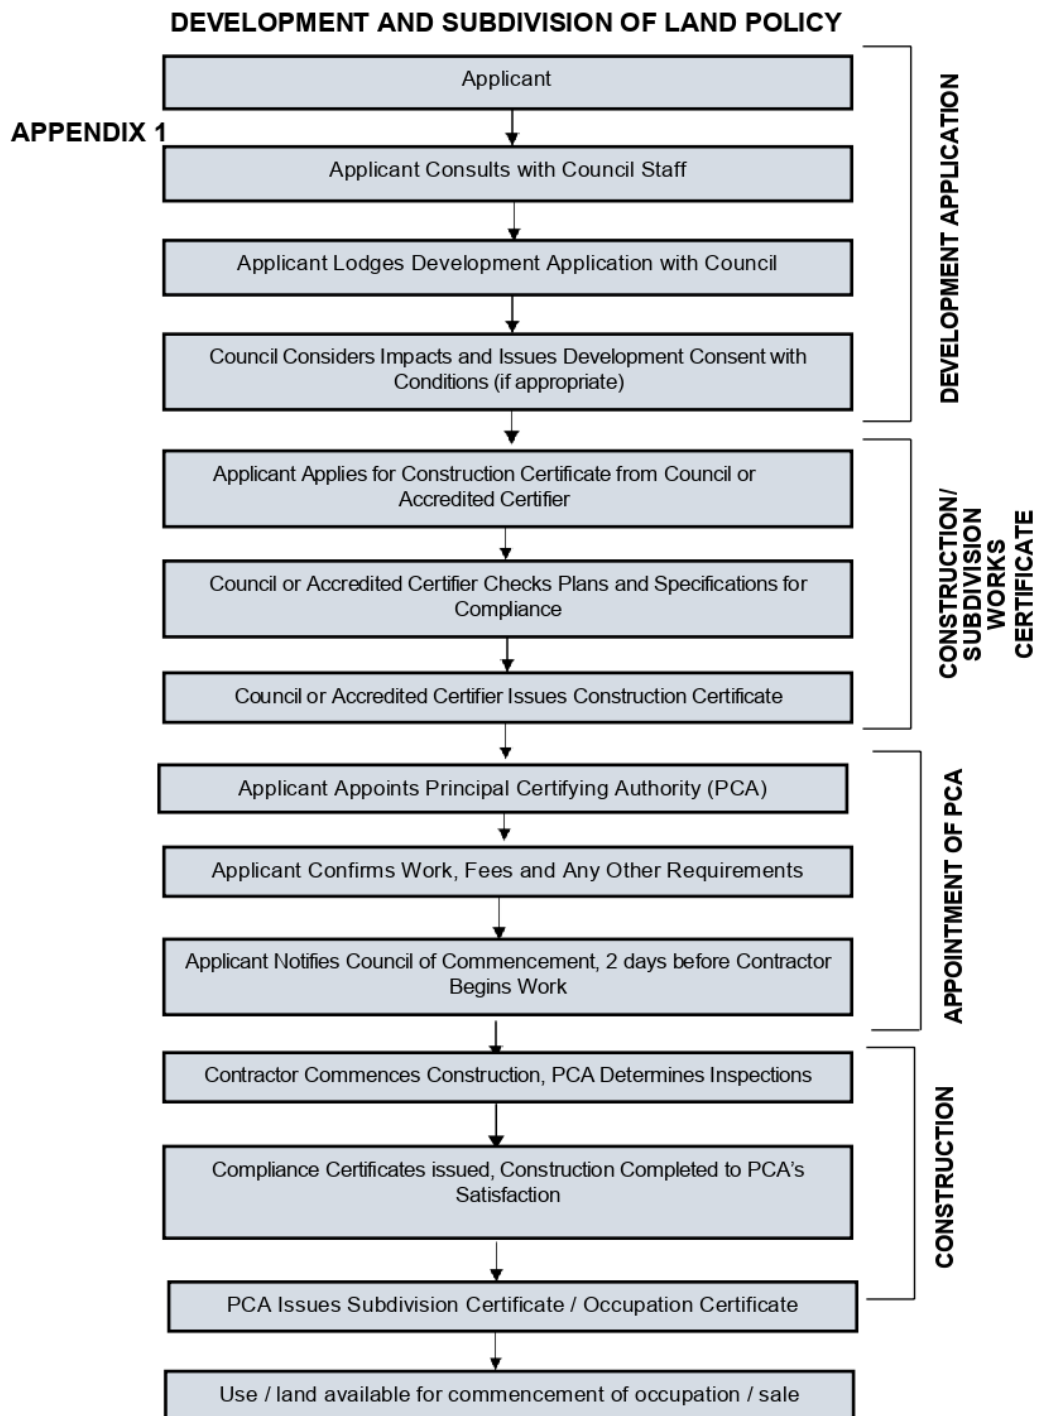 DEVELOPMENT AND SUBDIVISION OF LAND POLICY
APPENDIX 1
Applicant
Applicant Consults with Council Staff
Applicant Lodges Development Application with Council
Council Considers Impacts and Issues Development Consent with
Conditions (if appropriate)
DEVELOPMENT APPLICATION
Applicant Applies for Construction Certificate from Council or
Accredited Certifier
Council or Accredited Certifier Checks Plans and Specifications for
Compliance
Council or Accredited Certifier Issues Construction Certificate
CONSTRUCTION/
SUBDIVISION
WORKS
CERTIFICATE
Applicant Appoints Principal Certifying Authority (PCA)
Applicant Confirms Work, Fees and Any Other Requirements
Applicant Notifies Council of Commencement, 2 days before Contractor
Begins Work
APPOINTMENT OF PCA
Contractor Commences Construction, PCA Determines Inspections
Compliance Certificates issued, Construction Completed to PCA's
Satisfaction
PCA Issues Subdivision Certificate / Occupation Certificate
CONSTRUCTION
Use / land available for commencement of occupation / sale